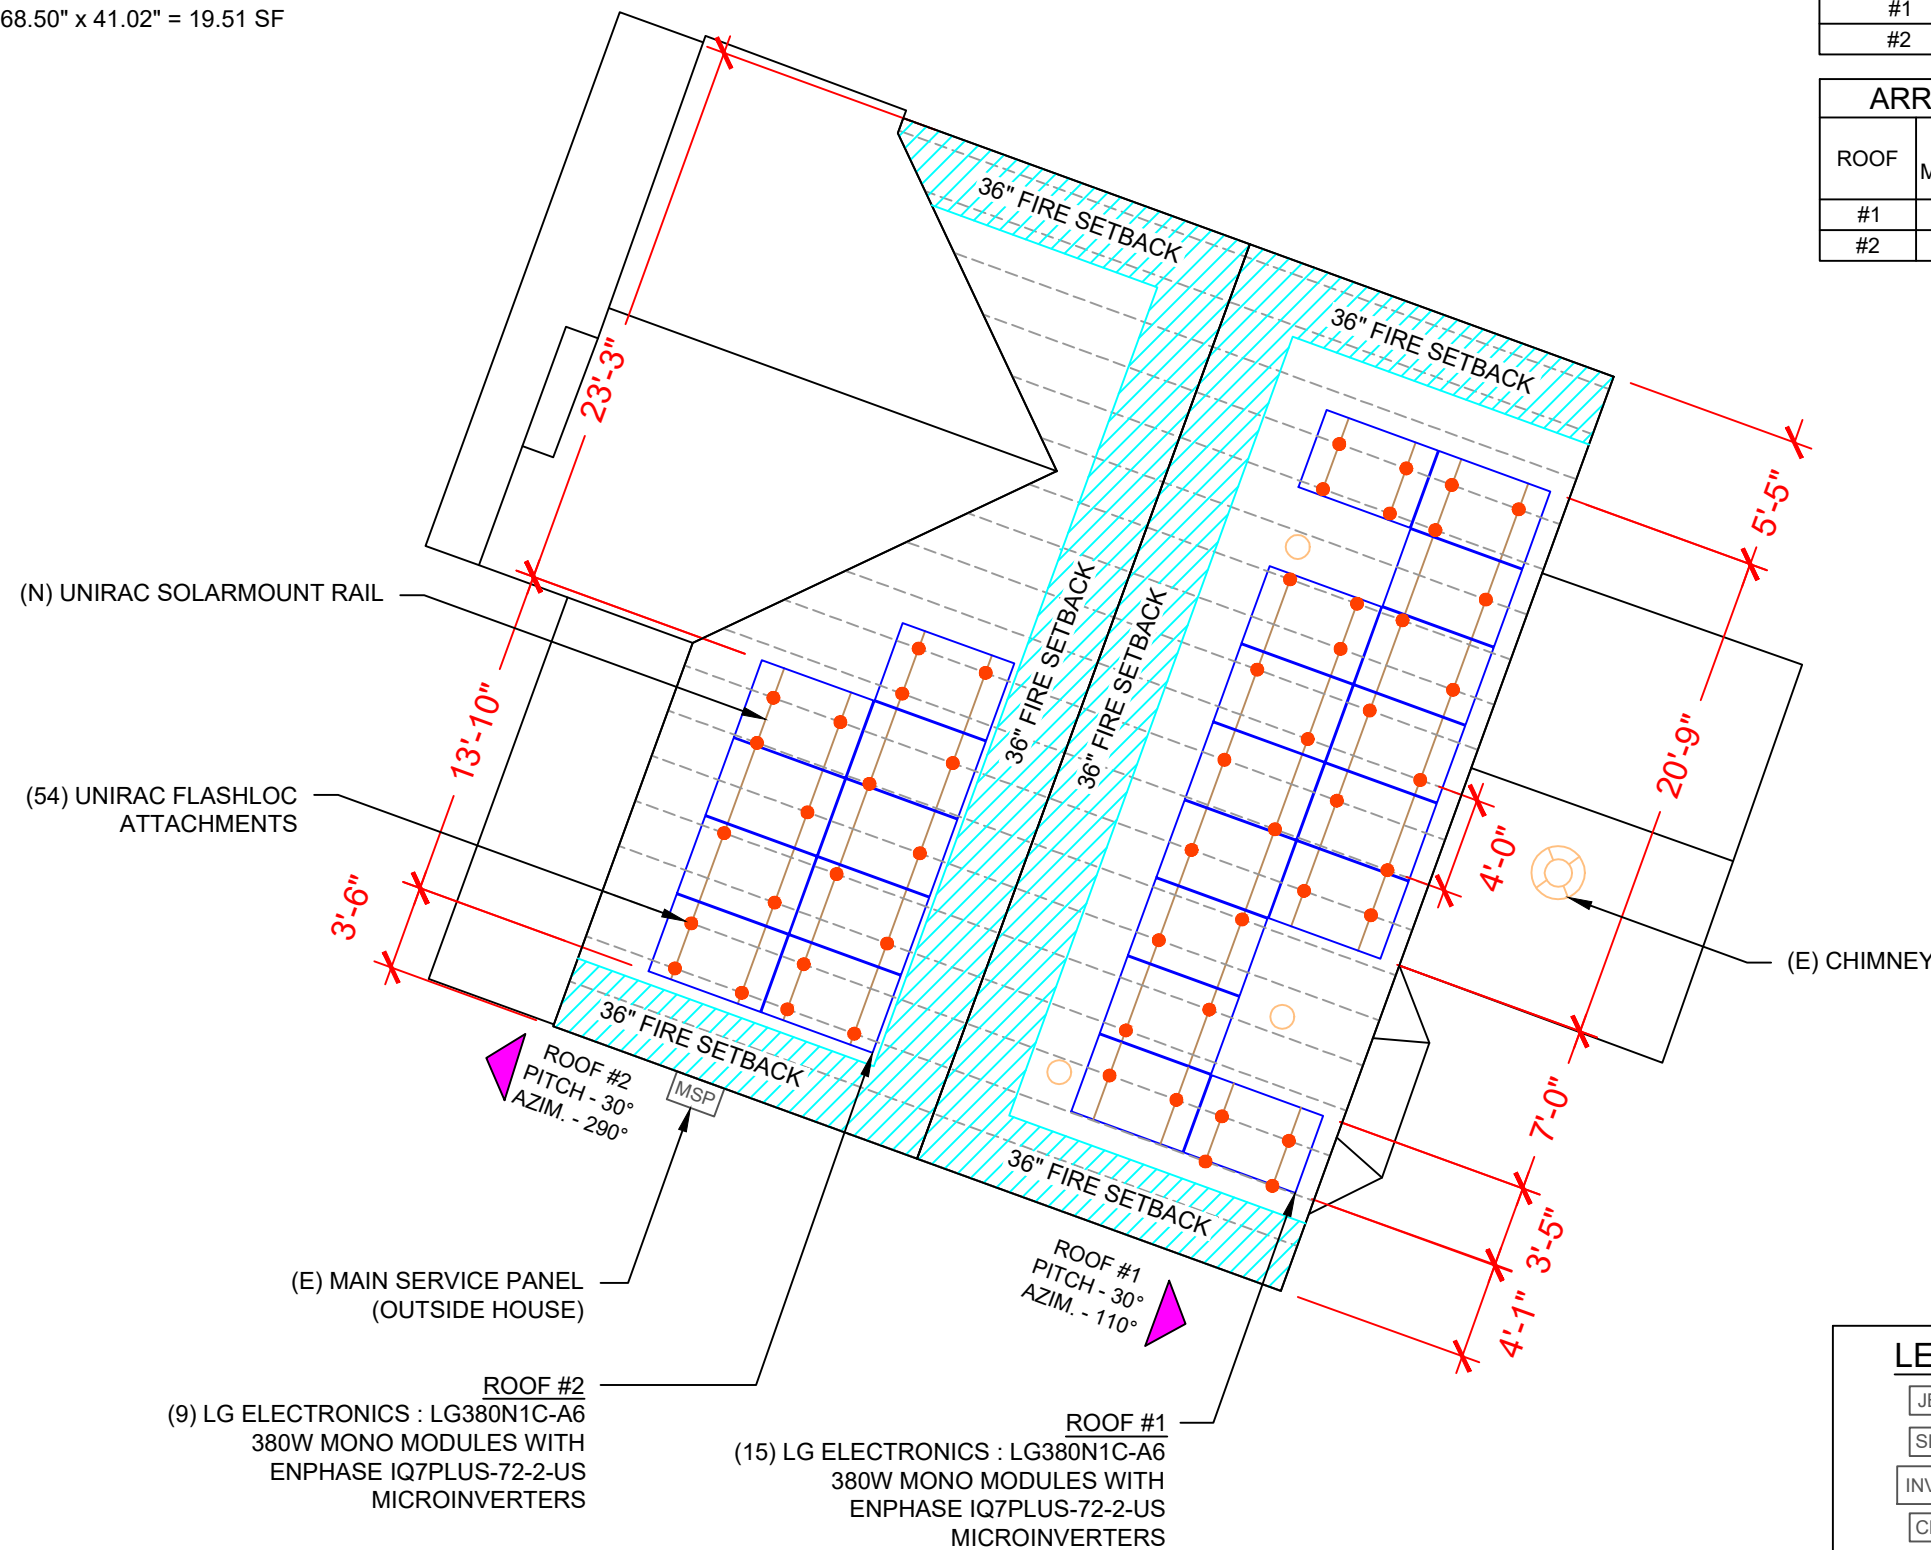 68.50" x 41.02" = 19.51 SF
#1
#2
ROOF
#1
#2
36" FIRE SETBACK
36" FIRE SETBACK
23'-3"
5'-5"
(N) UNIRAC SOLARMOUNT RAIL
36" FIRE SETBACK
36" FIRE SETBACK
13'-10"
20'-9"
(54) UNIRAC FLASHLOC
ATTACHMENTS
4'-0"
3'-6"
(E) CHIMNEY
36" FIRE SETBACK
ROOF #2
PITCH - 30°
AZIM. - 290°
MSP
7'-0"
36" FIRE SETBACK
3'-5"
ROOF #1
PITCH - 30°
AZIM. - 110°
4'-1"
(E) MAIN SERVICE PANEL
(OUTSIDE HOUSE)
ROOF #2
(9) LG ELECTRONICS : LG380N1C-A6
380W MONO MODULES WITH
ENPHASE IQ7PLUS-72-2-US
MICROINVERTERS
ROOF #1
(15) LG ELECTRONICS : LG380N1C-A6
380W MONO MODULES WITH
ENPHASE IQ7PLUS-72-2-US
MICROINVERTERS